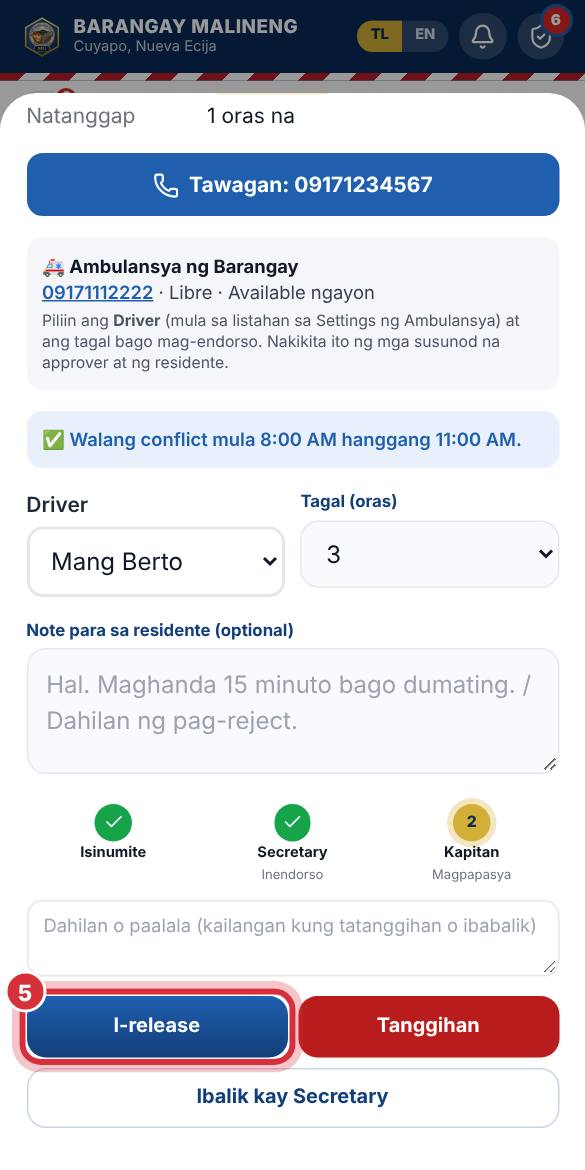 BARANGAY MALINENG
Cuyapo, Nueva Ecija
TL EN
6
Natanggap 1 oras na
Tawagan: 09171234567
🚑 Ambulansya ng Barangay
09171112222 · Libre · Available ngayon
Piliin ang Driver (mula sa listahan sa Settings ng Ambulansya) at
ang tagal bago mag-endorso. Nakikita ito ng mga susunod na
approver at ng residente.
✅ Walang conflict mula 8:00 AM hanggang 11:00 AM.
Driver
Tagal (oras)
Mang Berto
3
Note para sa residente (optional)
Hal. Maghanda 15 minuto bago dumating. /
Dahilan ng pag-reject.
2
Isinumite Secretary Kapitan
Inendorso Magpapasya
Dahilan o paalala (kailangan kung tatanggihan o ibabalik)
5
I-release Tanggihan
Ibalik kay Secretary